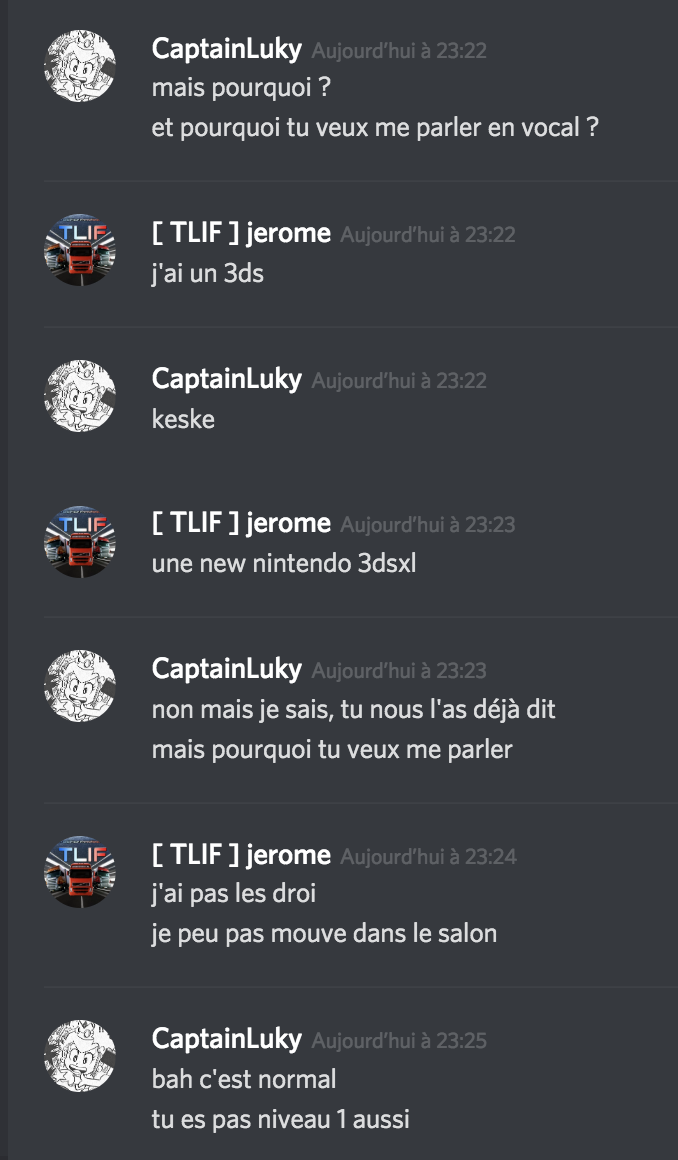 CaptainLuky Aujourd'hui à 23:22
mais pourquoi ?
et pourquoi tu veux me parler en vocal ?
TLIF
[ TLIF ] jerome Aujourd'hui à 23:22
j'ai un 3ds
CaptainLuky Aujourd'hui à 23:22
keske
TLIF
[ TLIF ] jerome Aujourd'hui à 23:23
une new nintendo 3dsxl
CaptainLuky Aujourd'hui à 23:23
non mais je sais, tu nous l'as déjà dit
mais pourquoi tu veux me parler
TLIF
[ TLIF ] jerome Aujourd'hui à 23:24
j'ai pas les droi
je peu pas mouve dans le salon
CaptainLuky Aujourd'hui à 23:25
bah c'est normal
tu es pas niveau 1 aussi